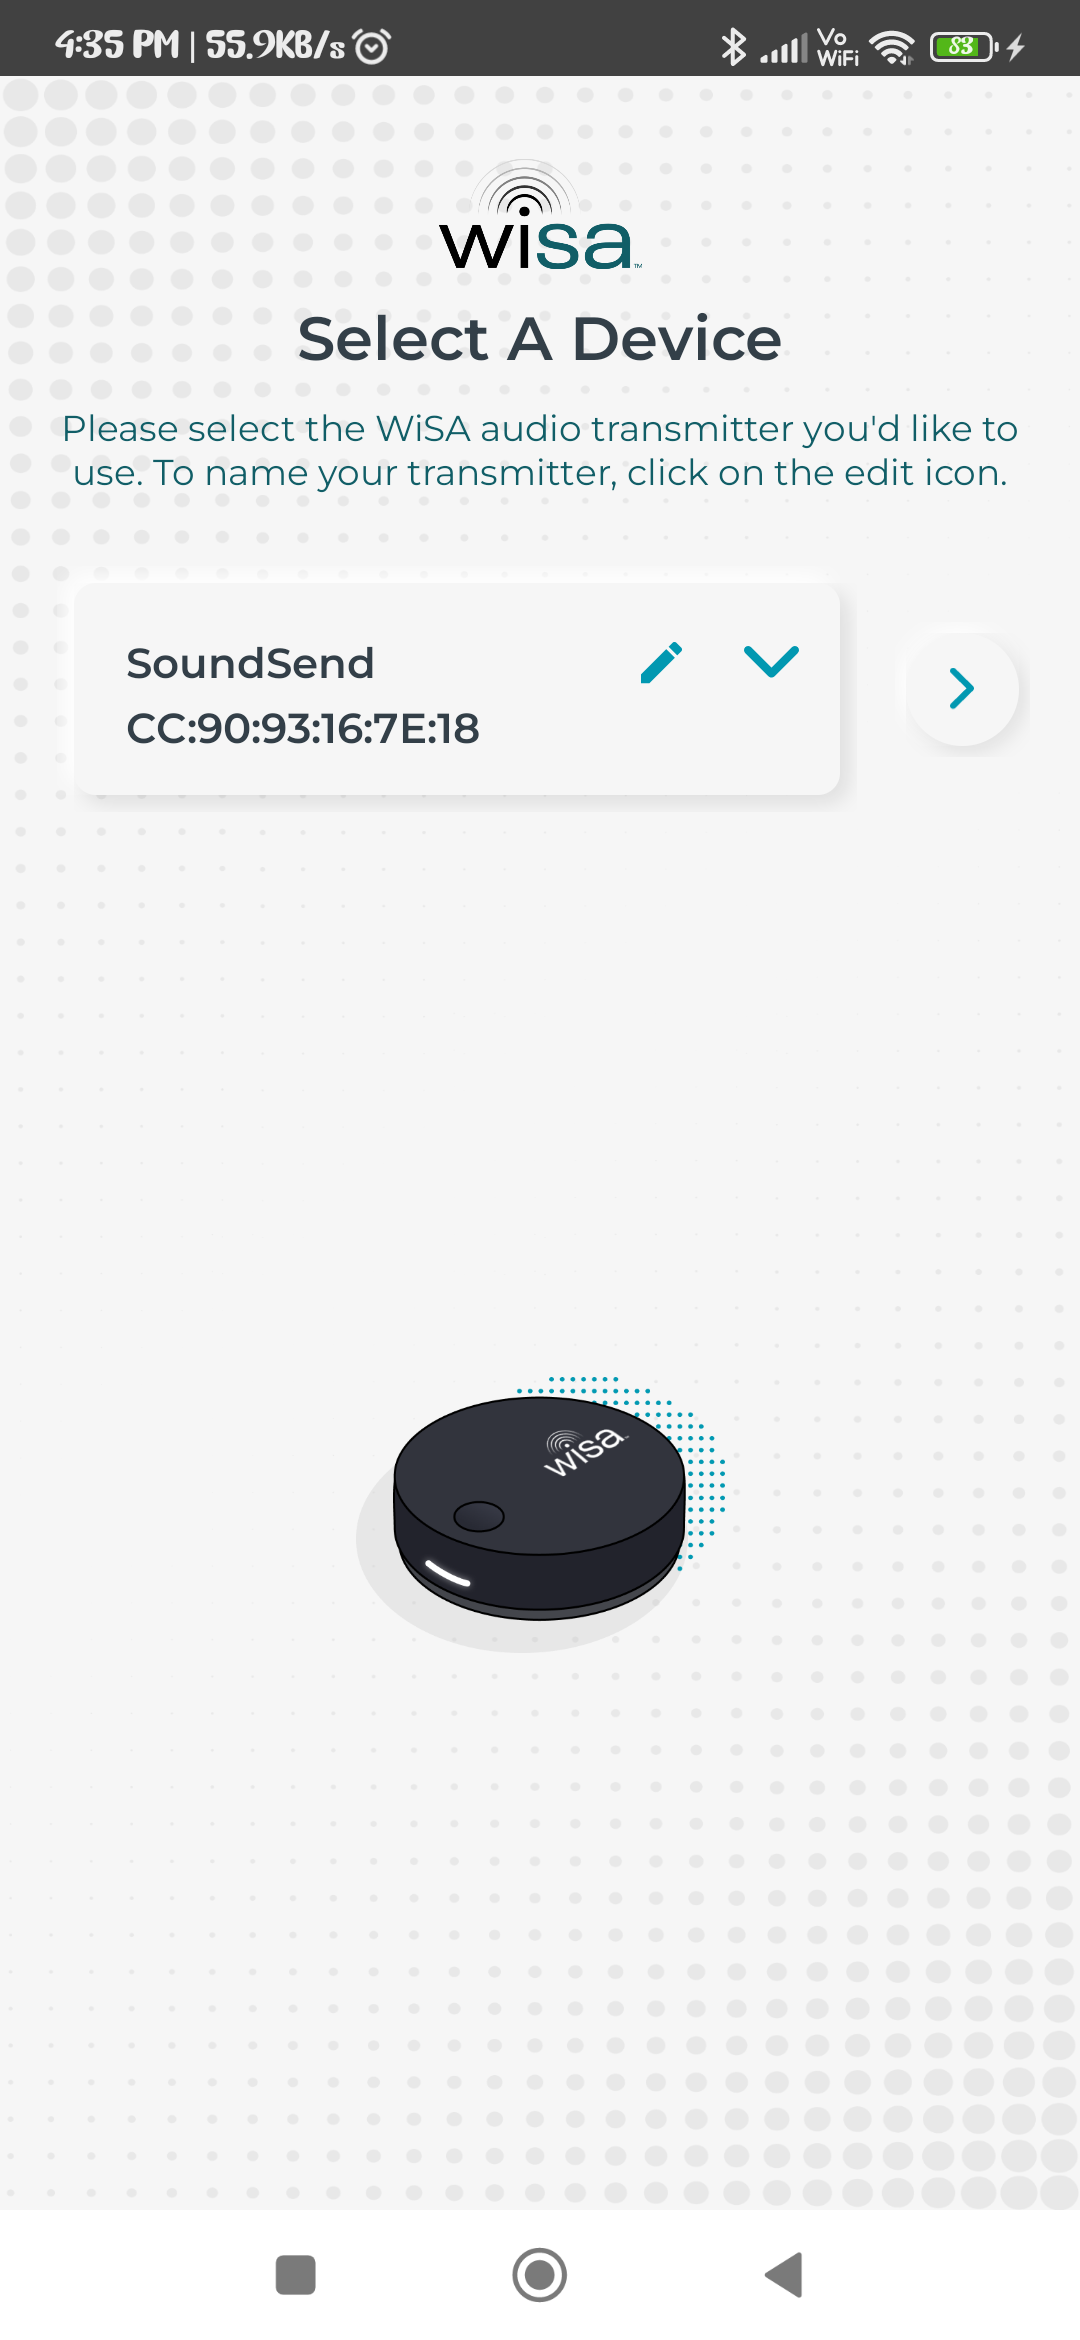 4:35 PM | 55.9KB/s
Vo
WiFi
83
wisa™
Select A Device
Please select the WiSA audio transmitter you'd like to
use. To name your transmitter, click on the edit icon.
SoundSend
CC:90:93:16:7E:18
wisa